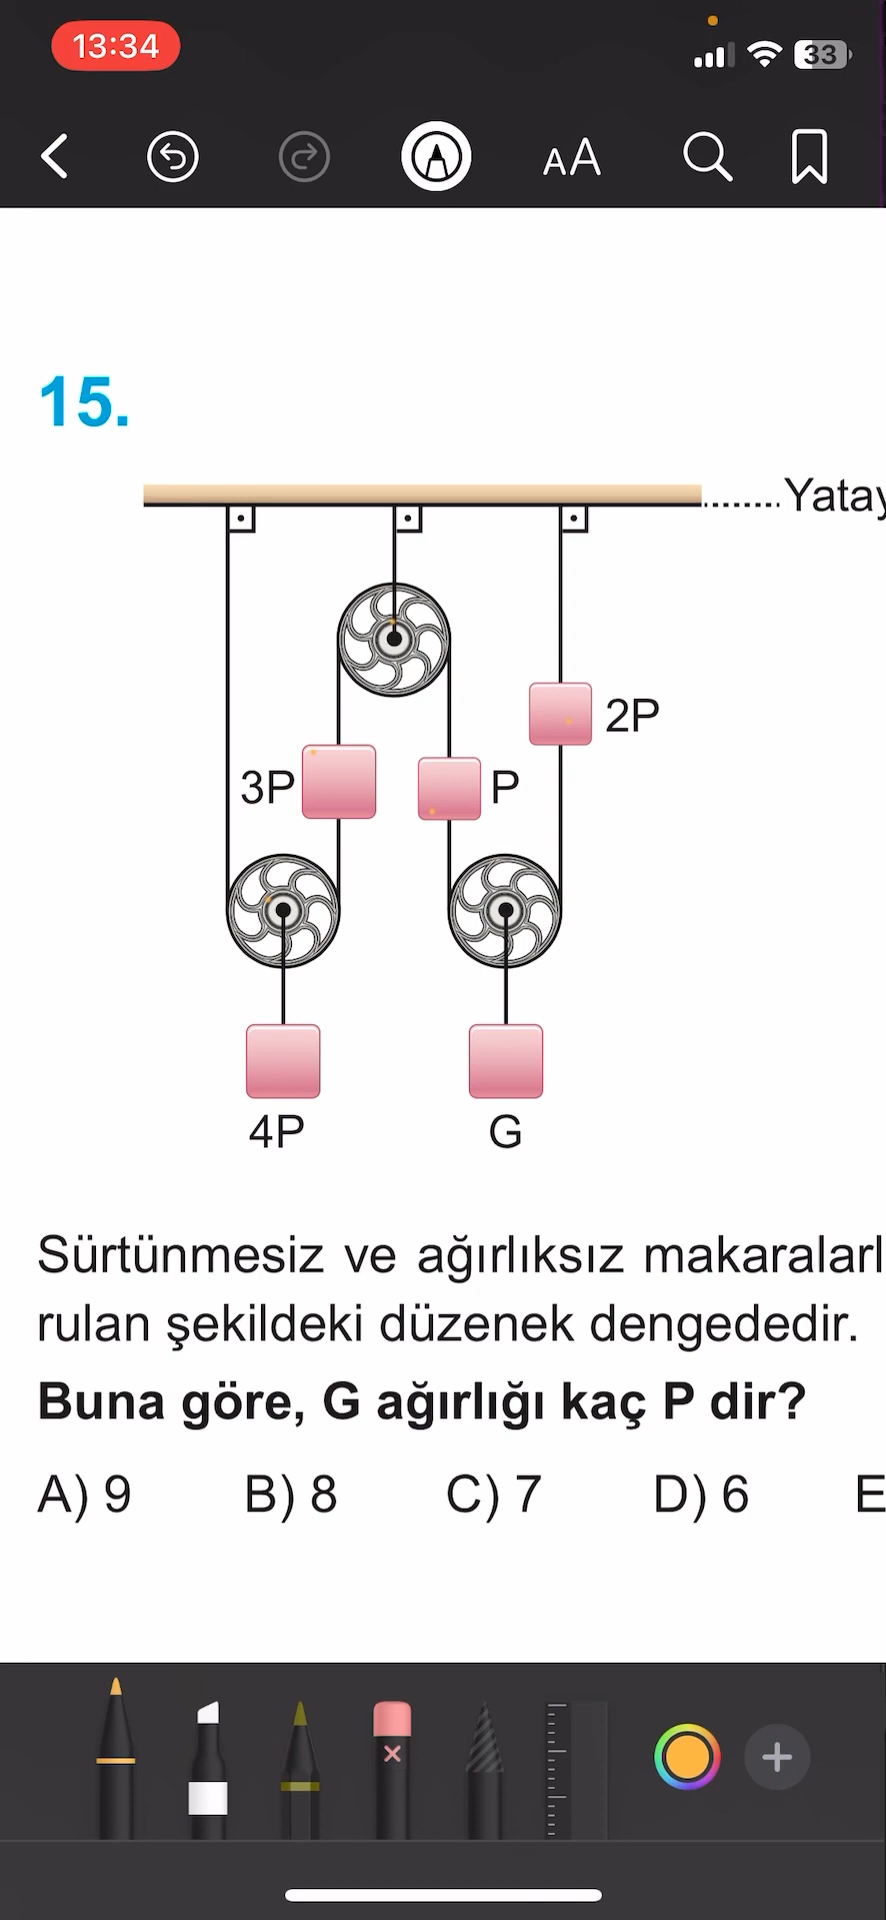 13:34
33
AA
15.
Yatay
2P
3P
P
4P
G
Sürtünmesiz ve ağırlıksız makaralarl
rulan şekildeki düzenek dengededir.
Buna göre, G ağırlığı kaç P dir?
A) 9 B) 8 C) 7 D) 6 E